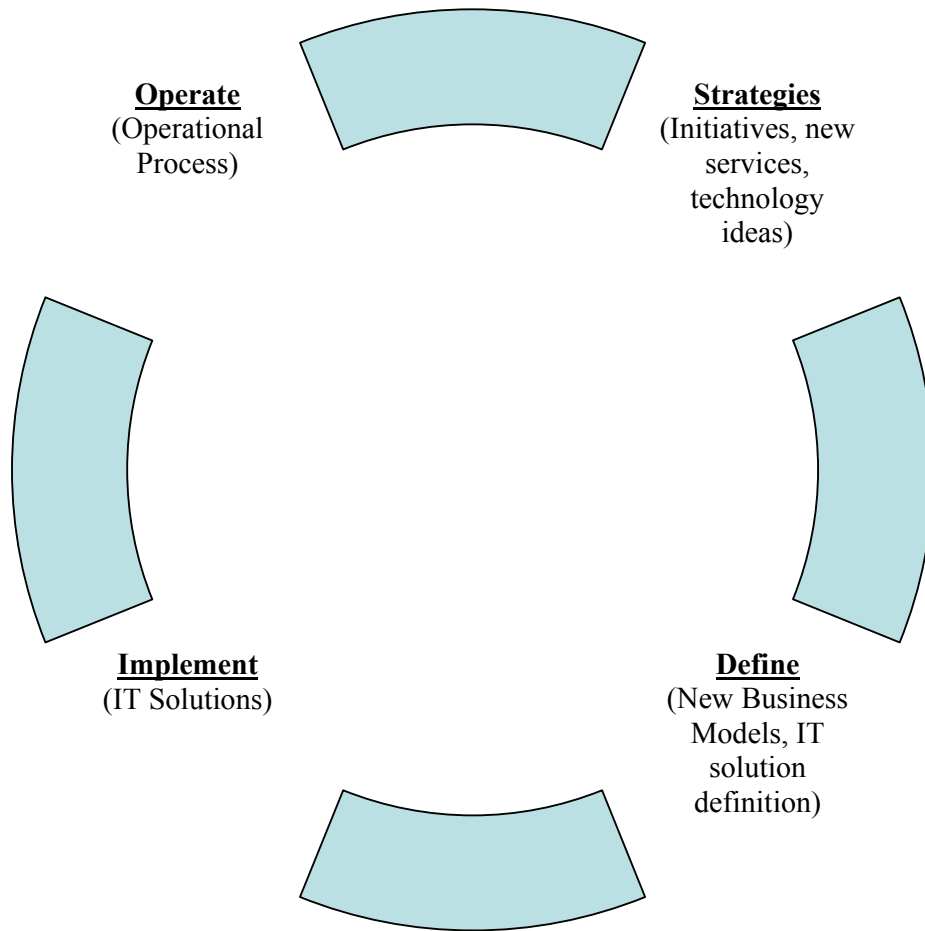 Operate
(Operational
Process)
Strategies
(Initiatives, new
services,
technology
ideas)
Implement
(IT Solutions)
Define
(New Business
Models, IT
solution
definition)